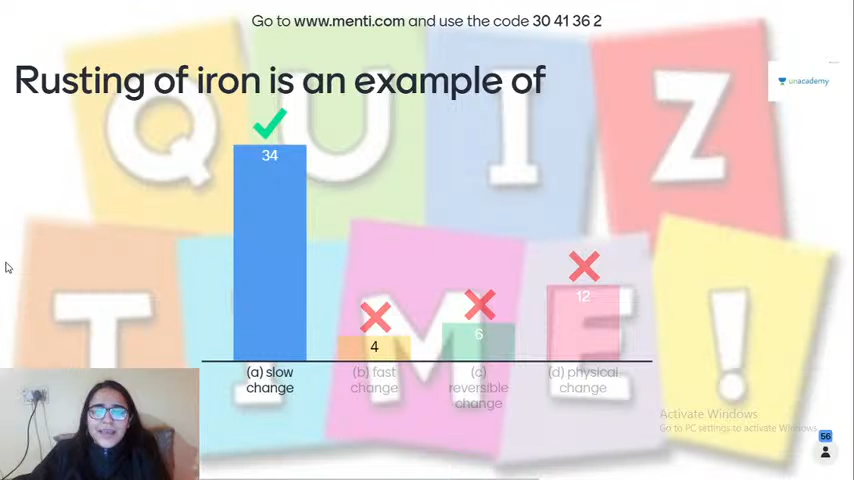 Go to www.menti.com and use the code 30 41 36 2
Rusting of iron is an example of
unacademy
QUIZ
TIME!
34
4
6
12
(a) slow
change
(b) fast
change
(c)
reversible
change
(d) physical
change
Activate Windows
Go to PC settings to activate Windows.
56